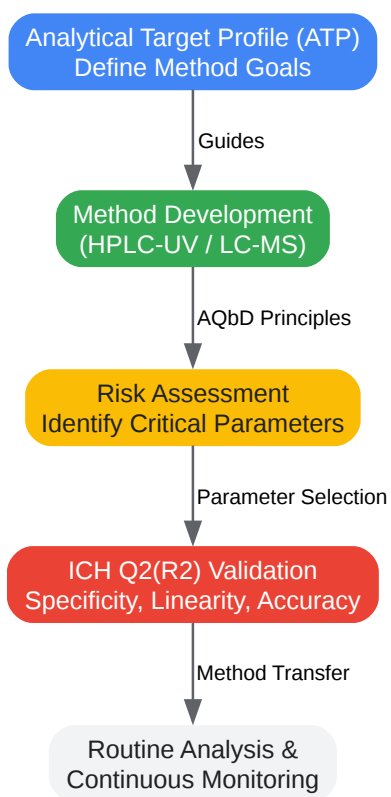 Analytical Target Profile (ATP)
Define Method Goals
Guides
Method Development
(HPLC-UV / LC-MS)
AQbD Principles
Risk Assessment
Identify Critical Parameters
Parameter Selection
ICH Q2(R2) Validation
Specificity, Linearity, Accuracy
Method Transfer
Routine Analysis &
Continuous Monitoring